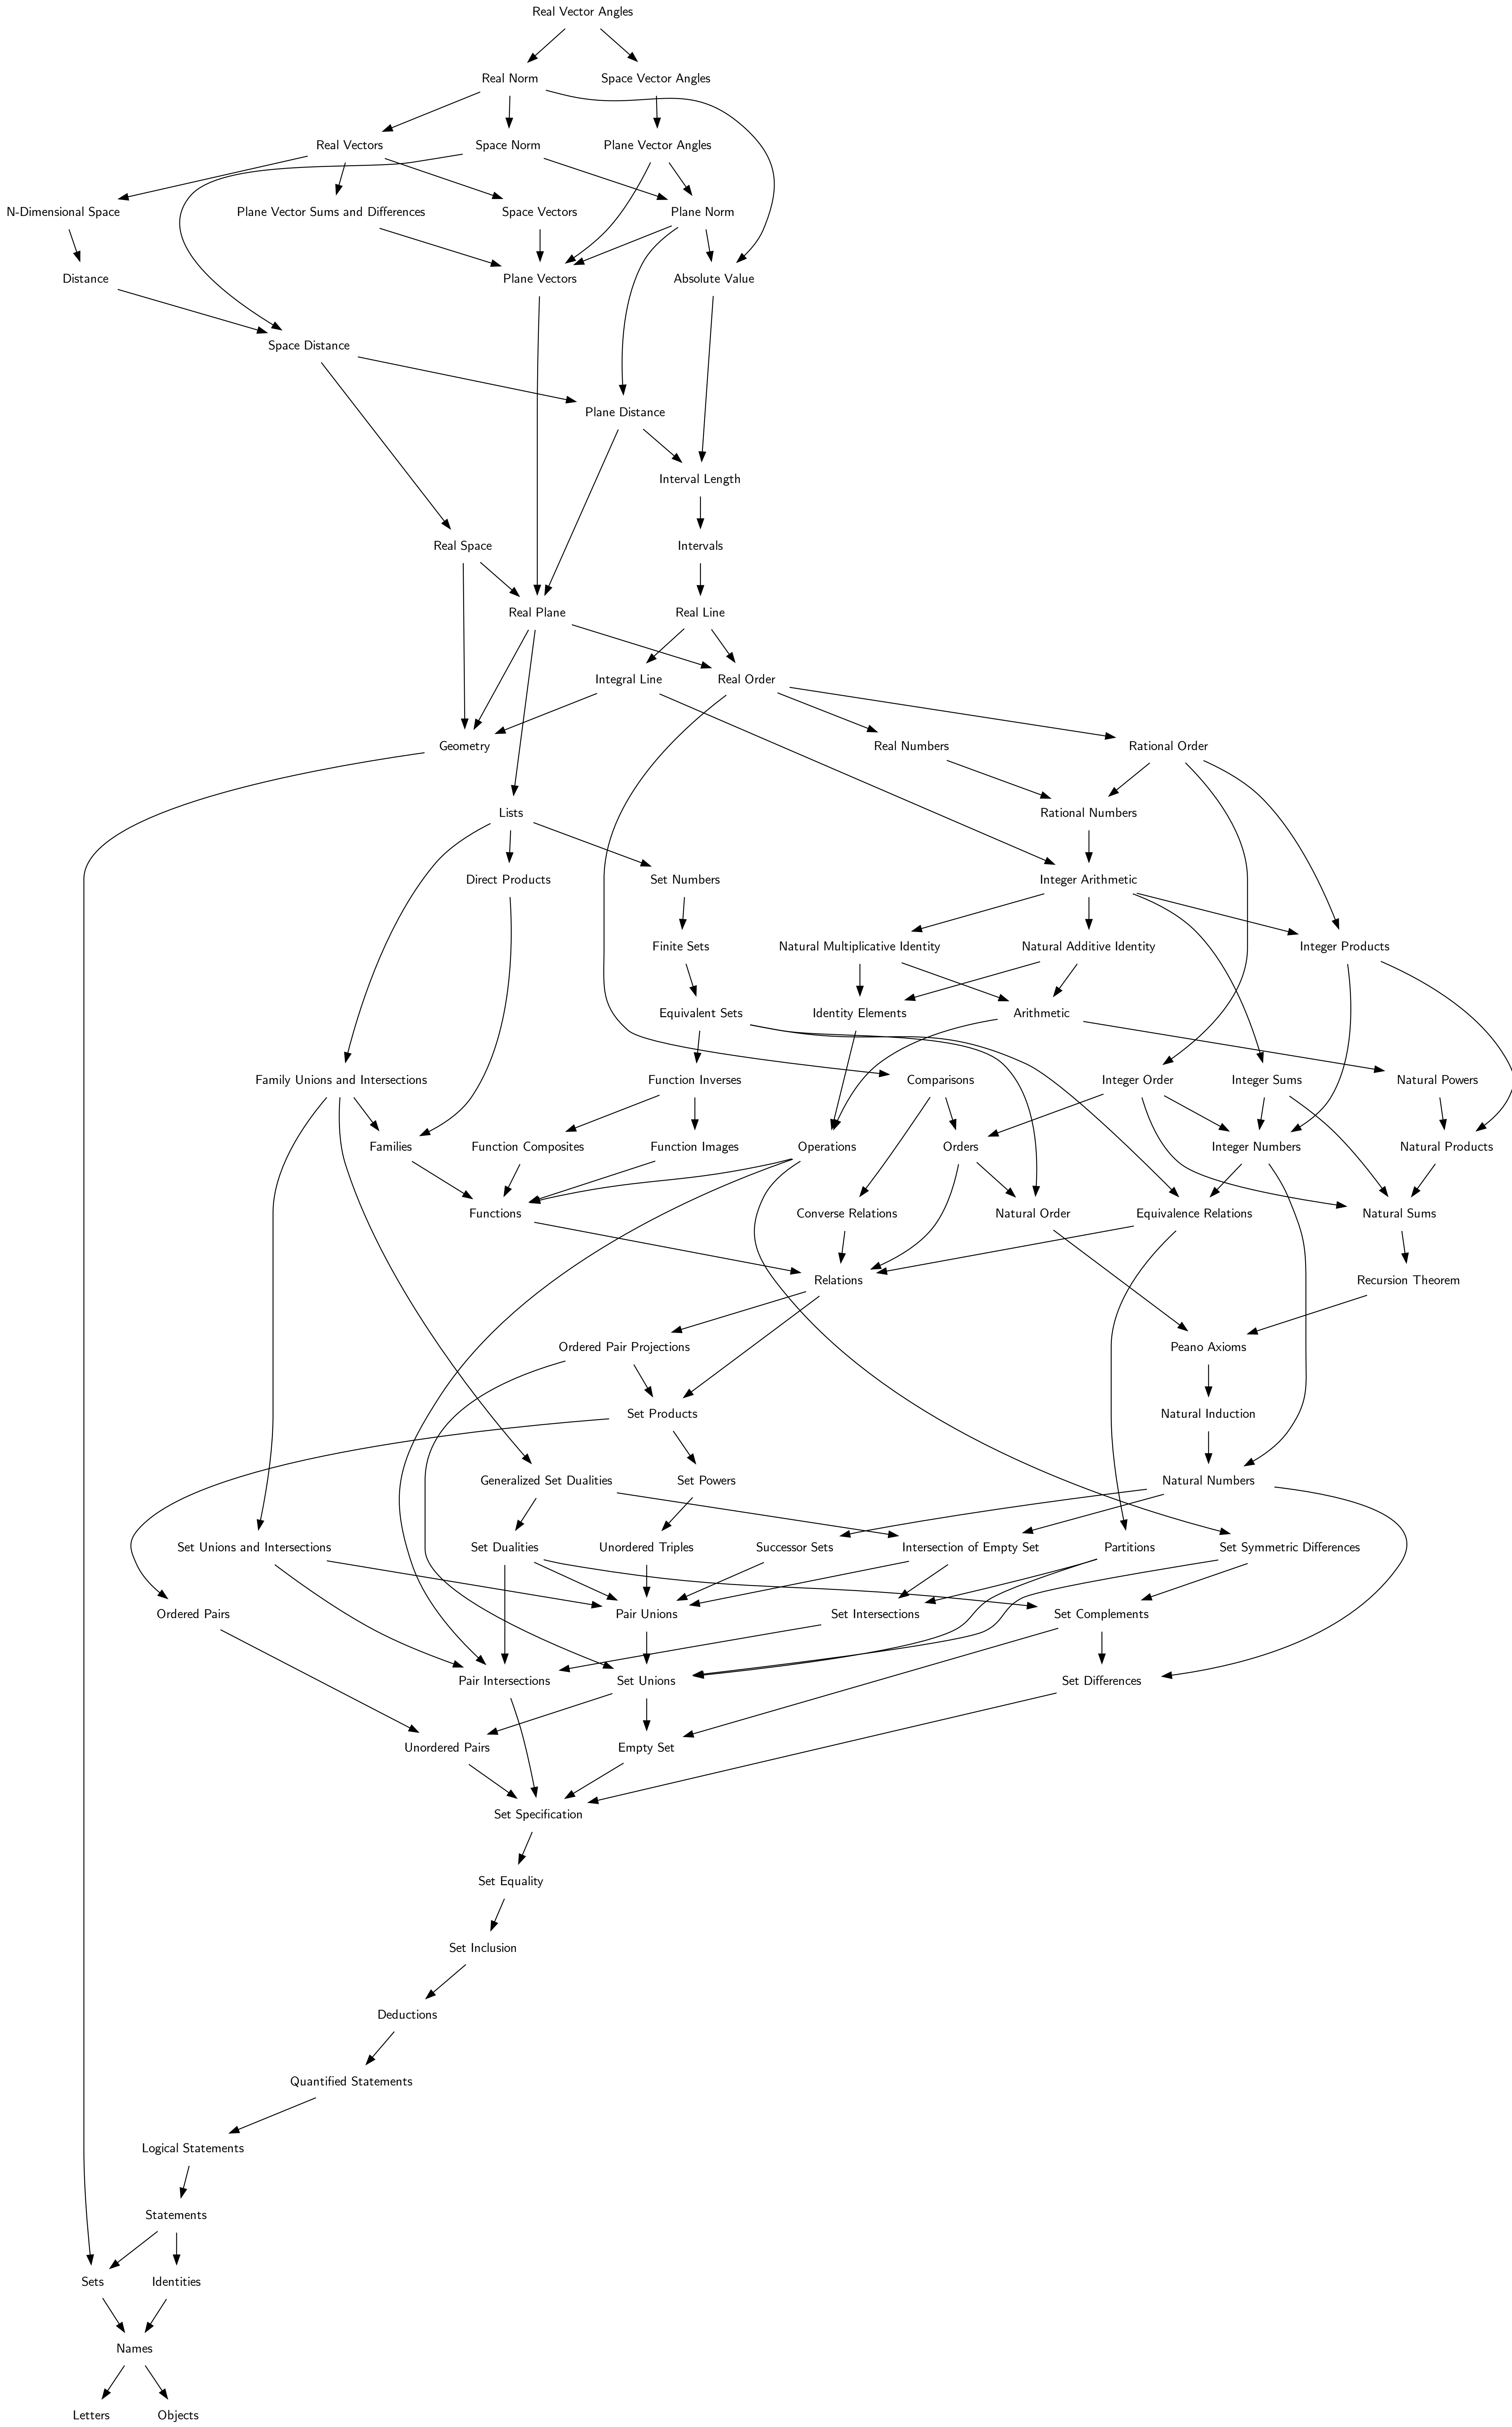 Real Vector Angles
Real Norm
Space Vector Angles
Real Vectors
Space Norm
Plane Vector Angles
N-Dimensional Space
Plane Vector Sums and Differences
Space Vectors
Plane Norm
Distance
Plane Vectors
Absolute Value
Space Distance
Plane Distance
Interval Length
Real Space
Intervals
Real Plane
Real Line
Integral Line
Real Order
Geometry
Real Numbers
Rational Order
Lists
Rational Numbers
Direct Products
Set Numbers
Integer Arithmetic
Finite Sets
Natural Multiplicative Identity
Natural Additive Identity
Integer Products
Equivalent Sets
Identity Elements
Arithmetic
Family Unions and Intersections
Function Inverses
Comparisons
Integer Order
Integer Sums
Natural Powers
Families
Function Composites
Function Images
Operations
Orders
Integer Numbers
Natural Products
Functions
Converse Relations
Natural Order
Equivalence Relations
Natural Sums
Relations
Recursion Theorem
Ordered Pair Projections
Peano Axioms
Set Products
Natural Induction
Generalized Set Dualities
Set Powers
Natural Numbers
Set Unions and Intersections
Set Dualities
Unordered Triples
Successor Sets
Intersection of Empty Set
Partitions
Set Symmetric Differences
Ordered Pairs
Pair Unions
Set Intersections
Set Complements
Pair Intersections
Set Unions
Set Differences
Unordered Pairs
Empty Set
Set Specification
Set Equality
Set Inclusion
Deductions
Quantified Statements
Logical Statements
Statements
Sets
Identities
Names
Letters
Objects